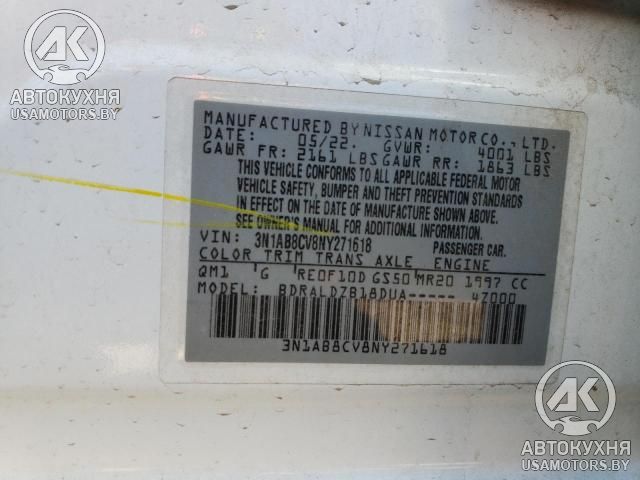 AK
АВТОКУХНЯ
USAMOTORS.BY
MANUFACTURED BY NISSAN MOTOR CO., LTD.
DATE: 05/22. GVWR: 4001 LBS
GAWR FR: 2161 LBS GAWR RR: 1863 LBS
THIS VEHICLE CONFORMS TO ALL APPLICABLE FEDERAL MOTOR
VEHICLE SAFETY, BUMPER AND THEFT PREVENTION STANDARDS
IN EFFECT ON THE DATE OF MANUFACTURE SHOWN ABOVE.
SEE OWNER'S MANUAL FOR ADDITIONAL INFORMATION.
VIN: 3N1AB8CV8NY271618 PASSENGER CAR.
COLOR TRIM TRANS AXLE ENGINE
QM1 G RE0F10D GS50 MR20 1997 CC
MODEL: BDRALDZB18DUA----- 4Z000
3N1AB8CV8NY271618
AK
АВТОКУХНЯ
USAMOTORS.BY